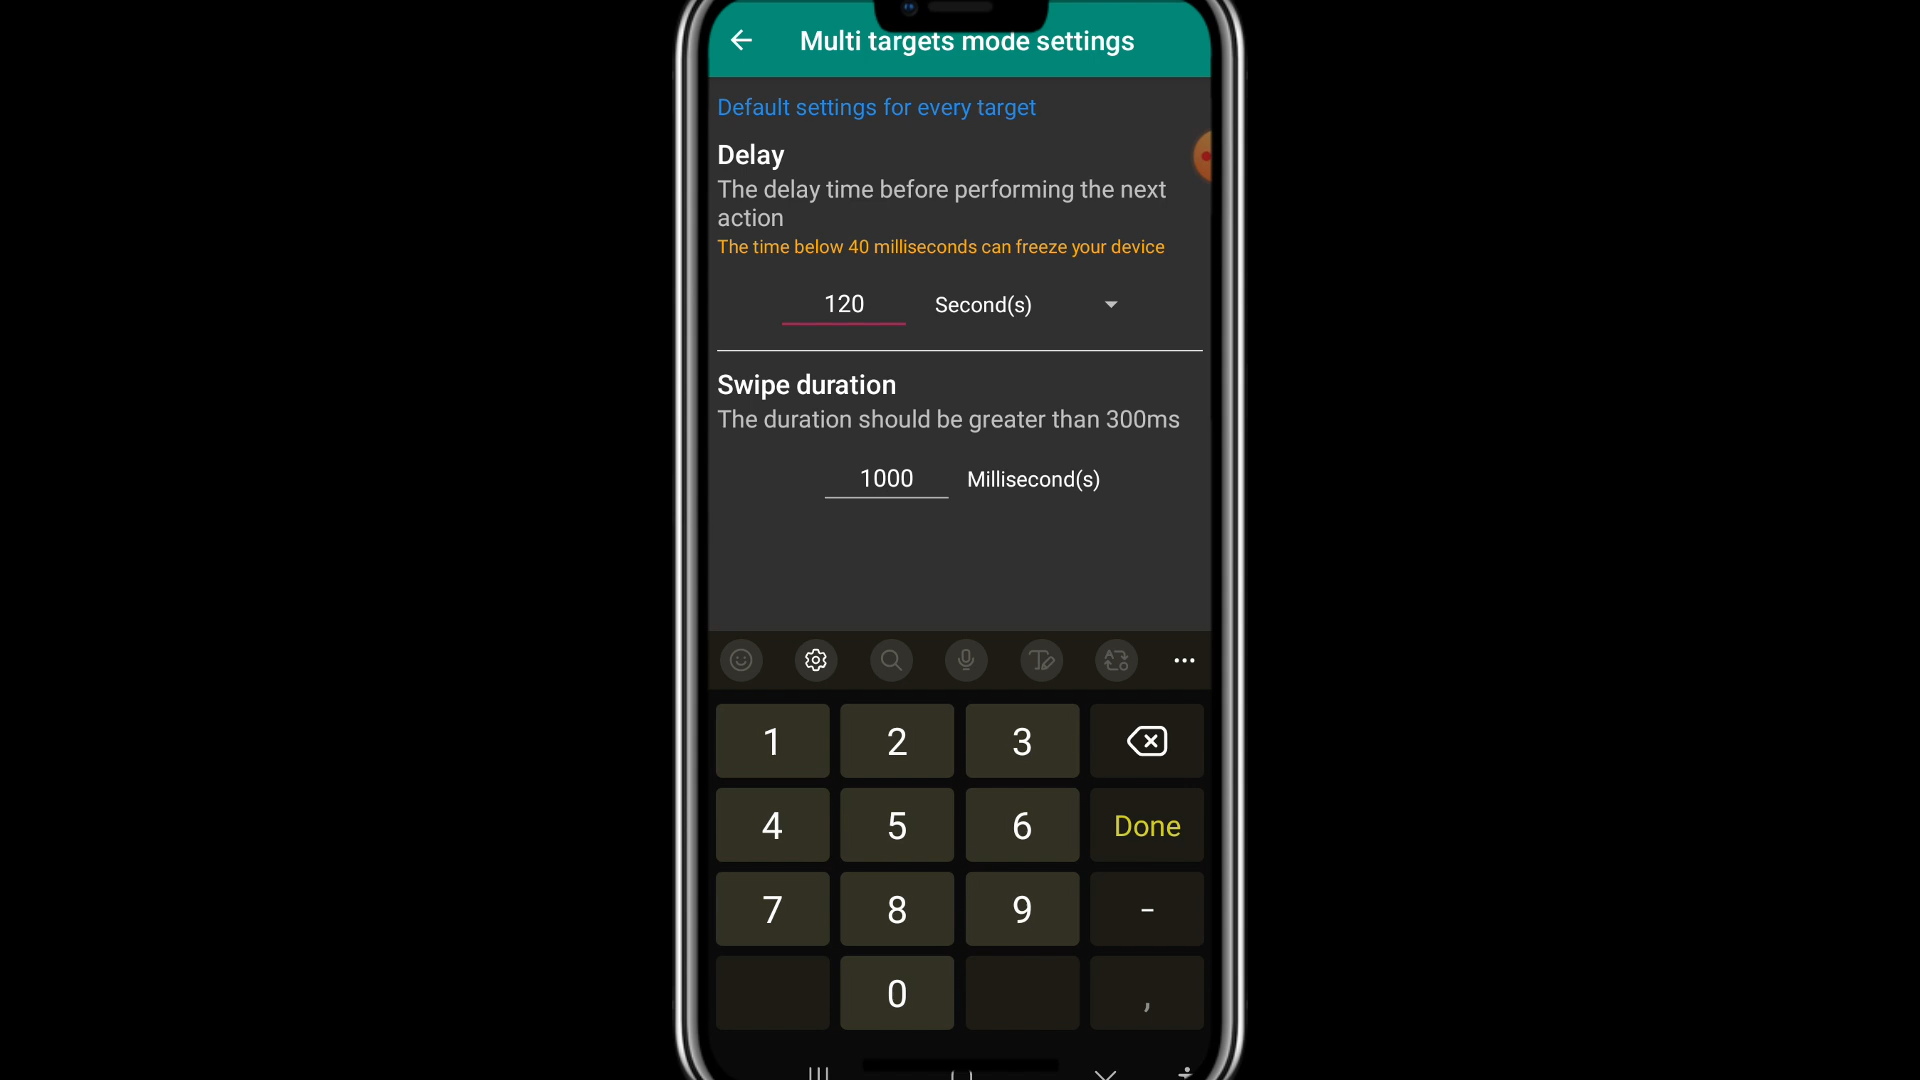 Multi targets mode settings
Default settings for every target
Delay
The delay time before performing the next
action
The time below 40 milliseconds can freeze your device
120 Second(s)
Swipe duration
The duration should be greater than 300ms
1000 Millisecond(s)
1 2 3
4 5 6 Done
7 8 9 -
0 ,